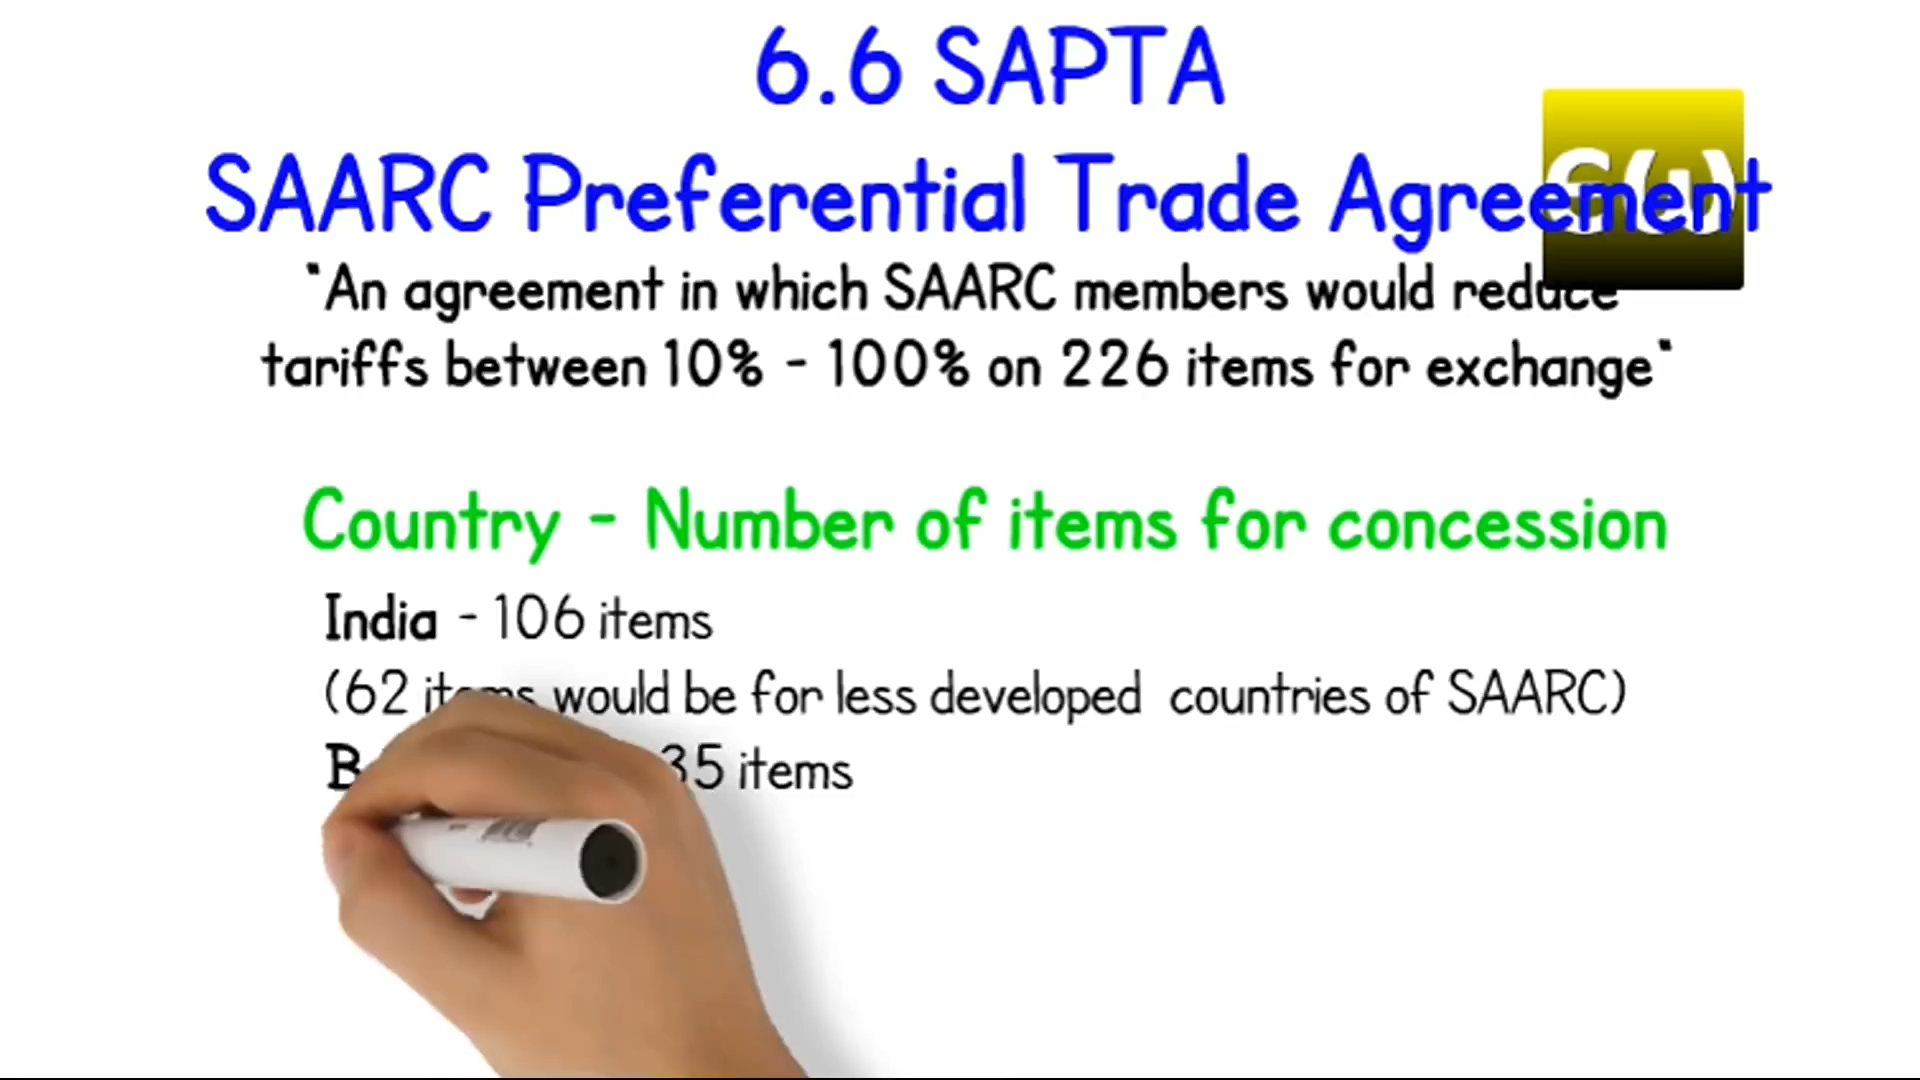 6.6 SAPTA
SAARC Preferential Trade Agreement
"An agreement in which SAARC members would reduce
tariffs between 10% - 100% on 226 items for exchange"
Country - Number of items for concession
India - 106 items
(62 items would be for less developed countries of SAARC)
35 items